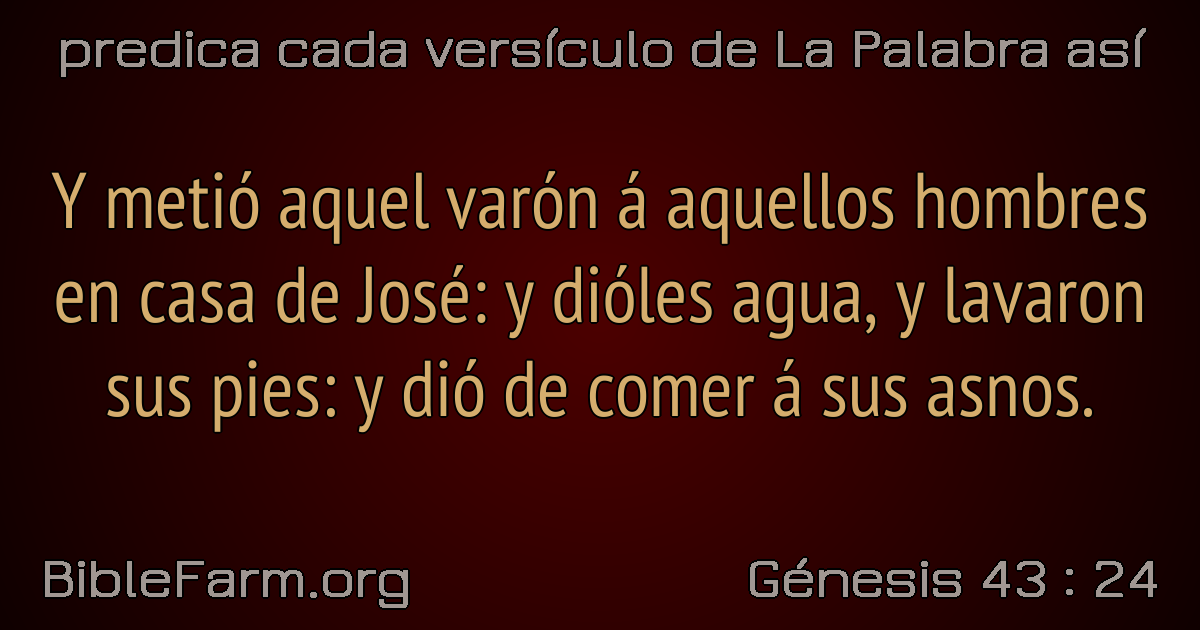 predica cada versículo de La Palabra así
Y metió aquel varón á aquellos hombres
en casa de José: y dióles agua, y lavaron
sus pies: y dió de comer á sus asnos.
BibleFarm.org
Génesis 43 : 24